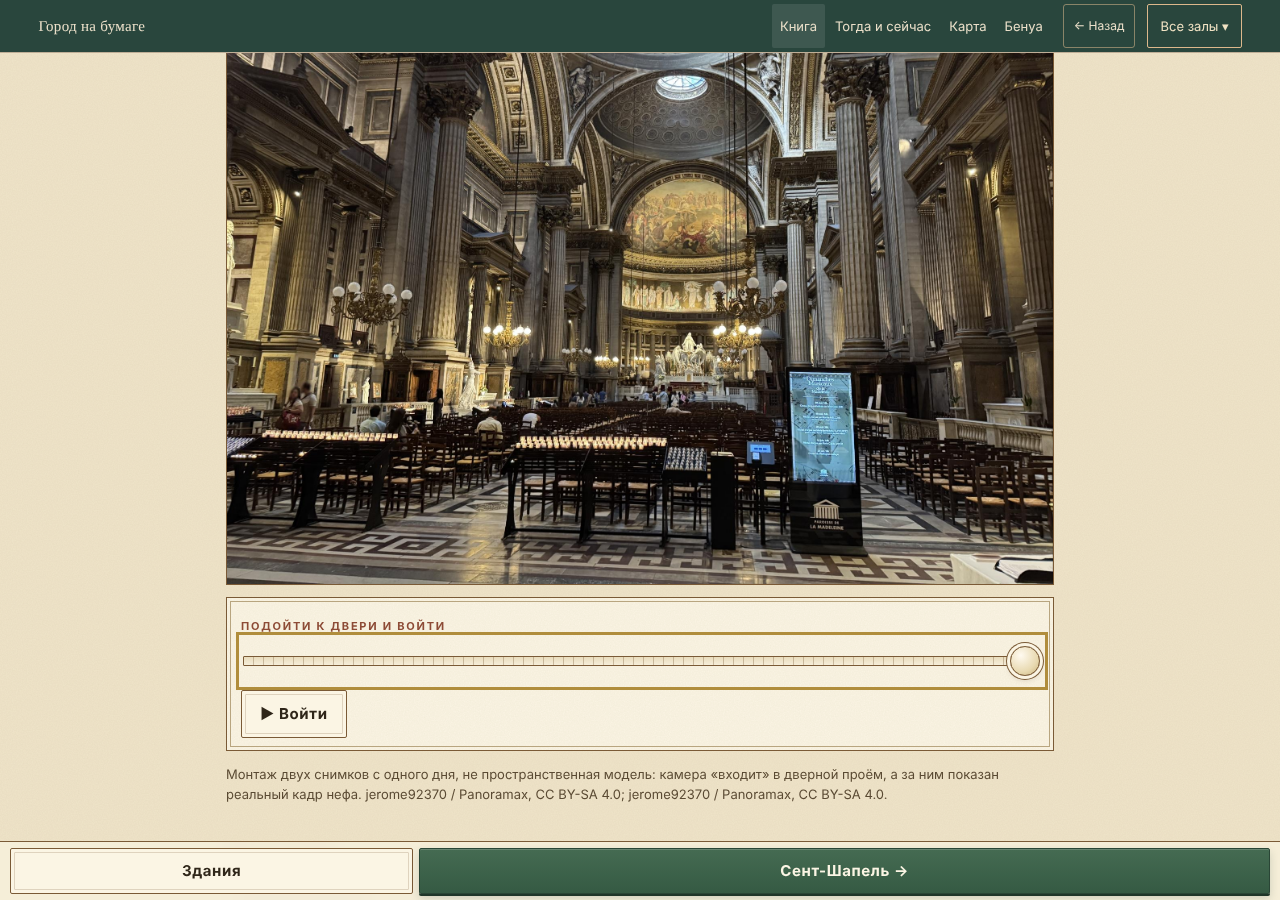 Город на бумаге
Книга
Тогда и сейчас
Карта
Бенуа
← Назад
Все залы ▾
LA MADELEINE
ПОДОЙТИ К ДВЕРИ И ВОЙТИ
▶ Войти
Монтаж двух снимков с одного дня, не пространственная модель: камера «входит» в дверной проём, а за ним показан
реальный кадр нефа. jerome92370 / Panoramax, CC BY-SA 4.0; jerome92370 / Panoramax, CC BY-SA 4.0.
Здания
Сент-Шапель →